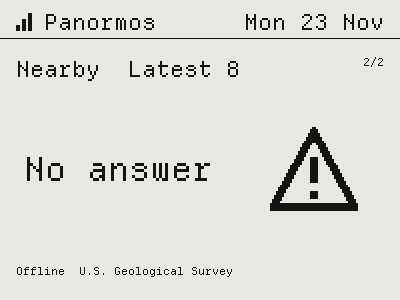 Panormos Mon 23 Nov
Nearby Latest 8 2/2
No answer
Offline U.S. Geological Survey